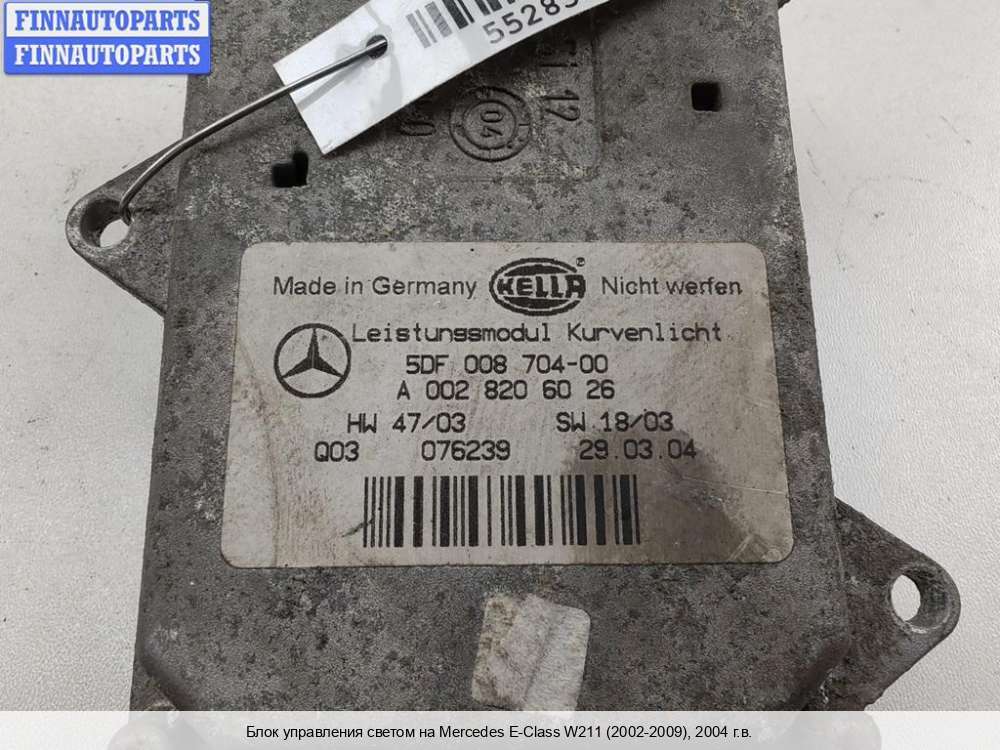 FINNAUTOPARTS
FINNAUTOPARTS
12
04
Made in Germany HELLA Nicht werfen
Leistungsmodul Kurvenlicht
5DF 008 704-00
A 002 820 60 26
HW 47/03 SW 18/03
Q03 076239 29.03.04
Блок управления светом на Mercedes E-Class W211 (2002-2009), 2004 г.в.